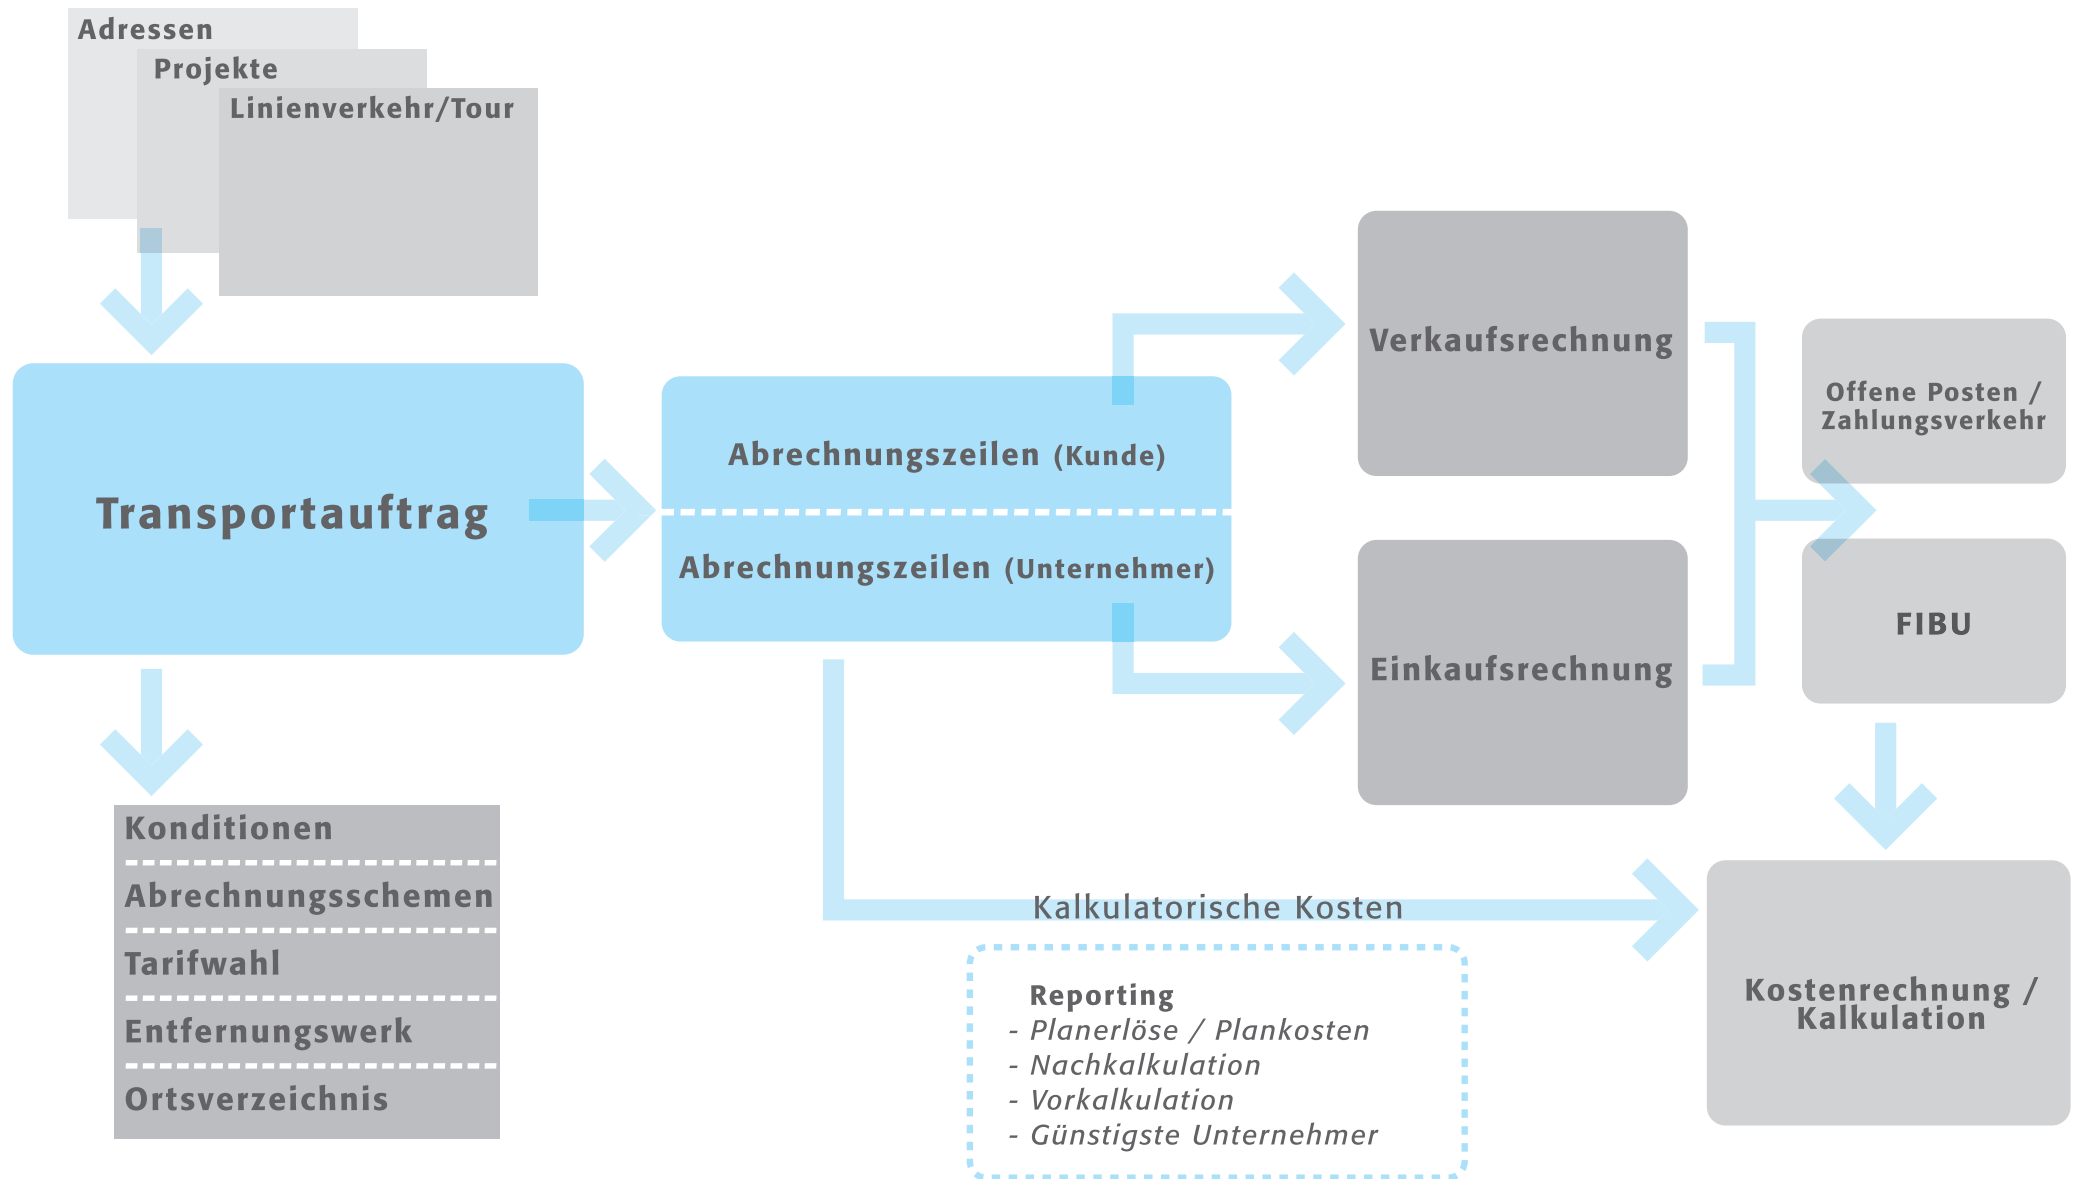 Adressen
Projekte
Linienverkehr/Tour
Transportauftrag
Konditionen
Abrechnungsschemen
Tarifwahl
Entfernungswerk
Ortsverzeichnis
Abrechnungszeilen (Kunde)
Abrechnungszeilen (Unternehmer)
Verkaufsrechnung
Einkaufsrechnung
Offene Posten /
Zahlungsverkehr
FIBU
Kalkulatorische Kosten
Reporting
- Planerlöse / Plankosten
- Nachkalkulation
- Vorkalkulation
- Günstigste Unternehmer
Kostenrechnung /
Kalkulation